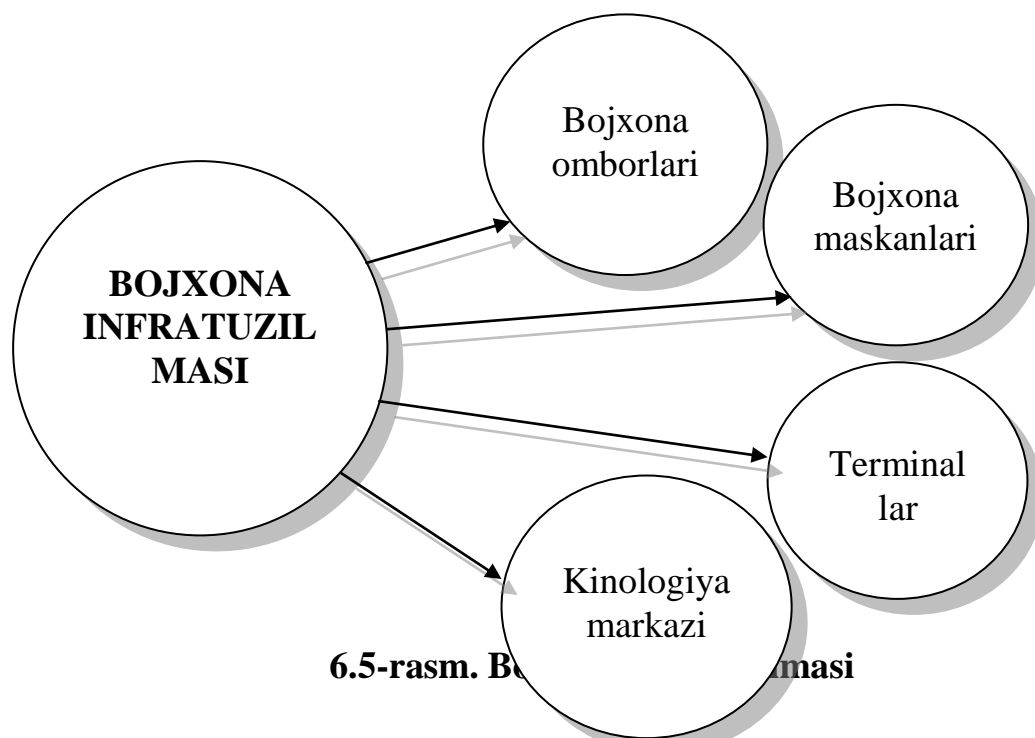 BOJXONA
INFRATUZIL
MASI
Bojxona
omborlari
Bojxona
maskanlari
Terminal
lar
Kinologiya
markazi
6.5-rasm.